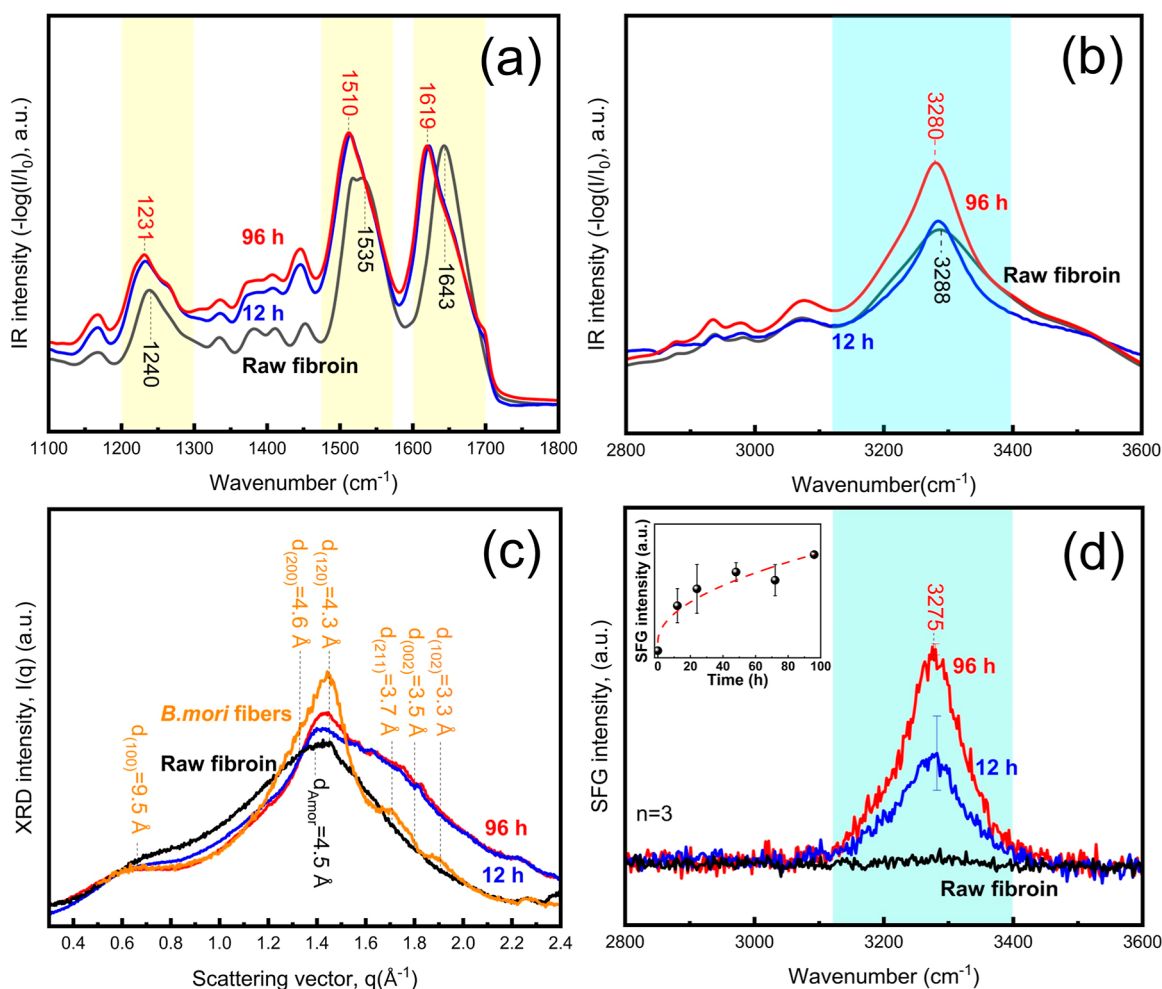 (a)
IR intensity (-log(I/I0), a.u.)
1231
1510
1619
96 h
12 h
Raw fibroin
1240
1535
1643
1100 1200 1300 1400 1500 1600 1700 1800
Wavenumber (cm-1)
(b)
IR intensity (-log(I/I0), a.u.)
3280
96 h
Raw fibroin
3288
12 h
2800 3000 3200 3400 3600
Wavenumber(cm-1)
(c)
XRD intensity, I(q) (a.u.)
d(100)=9.5 Å
d(200)=4.6 Å
d(120)=4.3 Å
d(211)=3.7 Å
d(002)=3.5 Å
d(102)=3.3 Å
B.mori fibers
Raw fibroin
dAmor=4.5 Å
96 h
12 h
0.4 0.6 0.8 1.0 1.2 1.4 1.6 1.8 2.0 2.2 2.4
Scattering vector, q(Å-1)
(d)
SFG intensity, (a.u.)
SFG intensity (a.u.)
0 20 40 60 80 100
Time (h)
3275
96 h
12 h
n=3
Raw fibroin
2800 3000 3200 3400 3600
Wavenumber (cm-1)